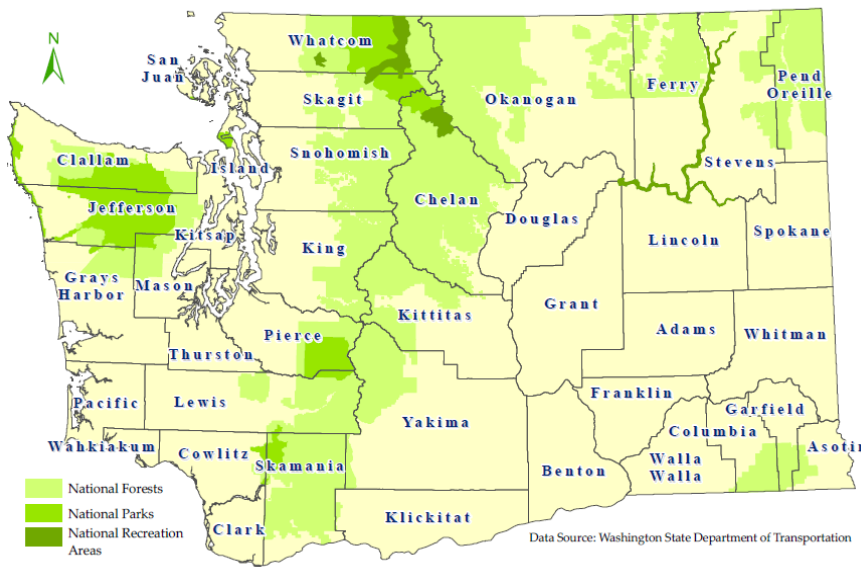 N
San
Juan
Whatcom
Skagit
Okanogan
Ferry
Pend
Oreille
Clallam
Island
Snohomish
Stevens
Jefferson
Chelan
Douglas
Kitsap
King
Lincoln
Spokane
Grays
Harbor
Mason
Grant
Kittitas
Pierce
Adams
Whitman
Thurston
Pacific
Lewis
Yakima
Franklin
Garfield
Columbia
Wahkiakum
Cowlitz
Skamania
Walla
Walla
Asotin
Benton
Clark
Klickitat
National Forests
National Parks
National Recreation
Areas
Data Source: Washington State Department of Transportation